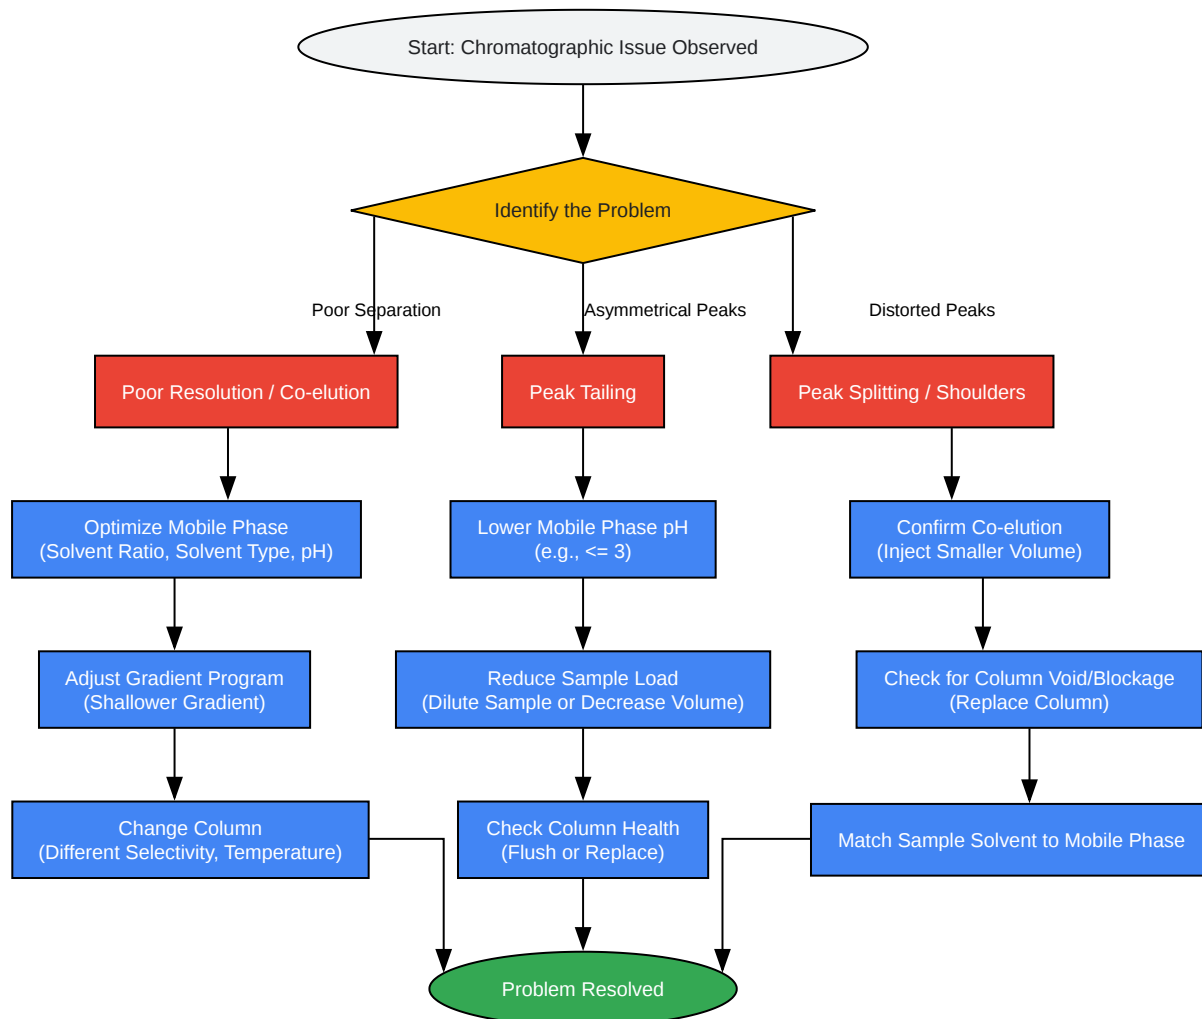 Start: Chromatographic Issue Observed
Identify the Problem
Poor Separation
Asymmetrical Peaks
Distorted Peaks
Poor Resolution / Co-elution
Peak Tailing
Peak Splitting / Shoulders
Optimize Mobile Phase
(Solvent Ratio, Solvent Type, pH)
Lower Mobile Phase pH
(e.g., <= 3)
Confirm Co-elution
(Inject Smaller Volume)
Adjust Gradient Program
(Shallower Gradient)
Reduce Sample Load
(Dilute Sample or Decrease Volume)
Check for Column Void/Blockage
(Replace Column)
Change Column
(Different Selectivity, Temperature)
Check Column Health
(Flush or Replace)
Match Sample Solvent to Mobile Phase
Problem Resolved